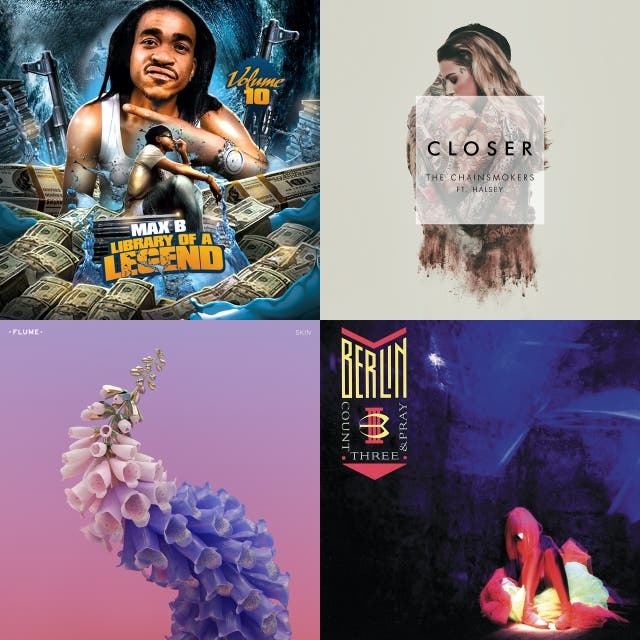 Volume
10
MAX B
LIBRARY OF A
LEGEND
CLOSER
THE CHAINSMOKERS
FT. HALSEY
·FLUME·
SKIN
BERLIN
COUNT
THREE
& PRAY